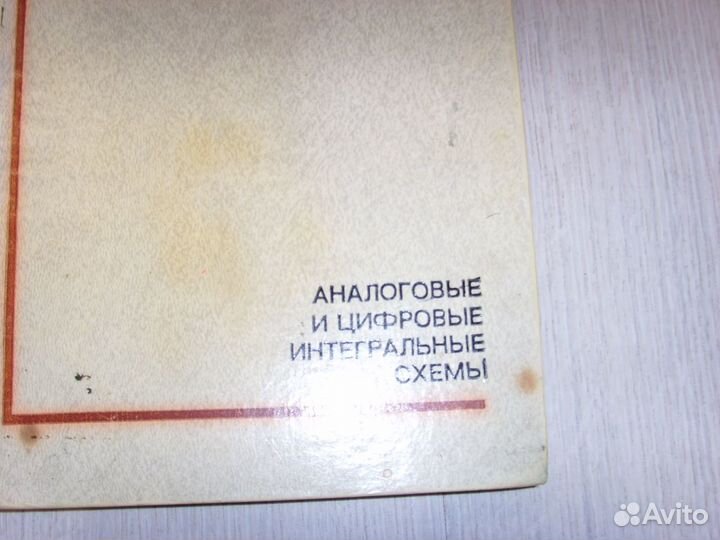 АНАЛОГОВЫЕ
И ЦИФРОВЫЕ
ИНТЕГРАЛЬНЫЕ
СХЕМЫ
Avito